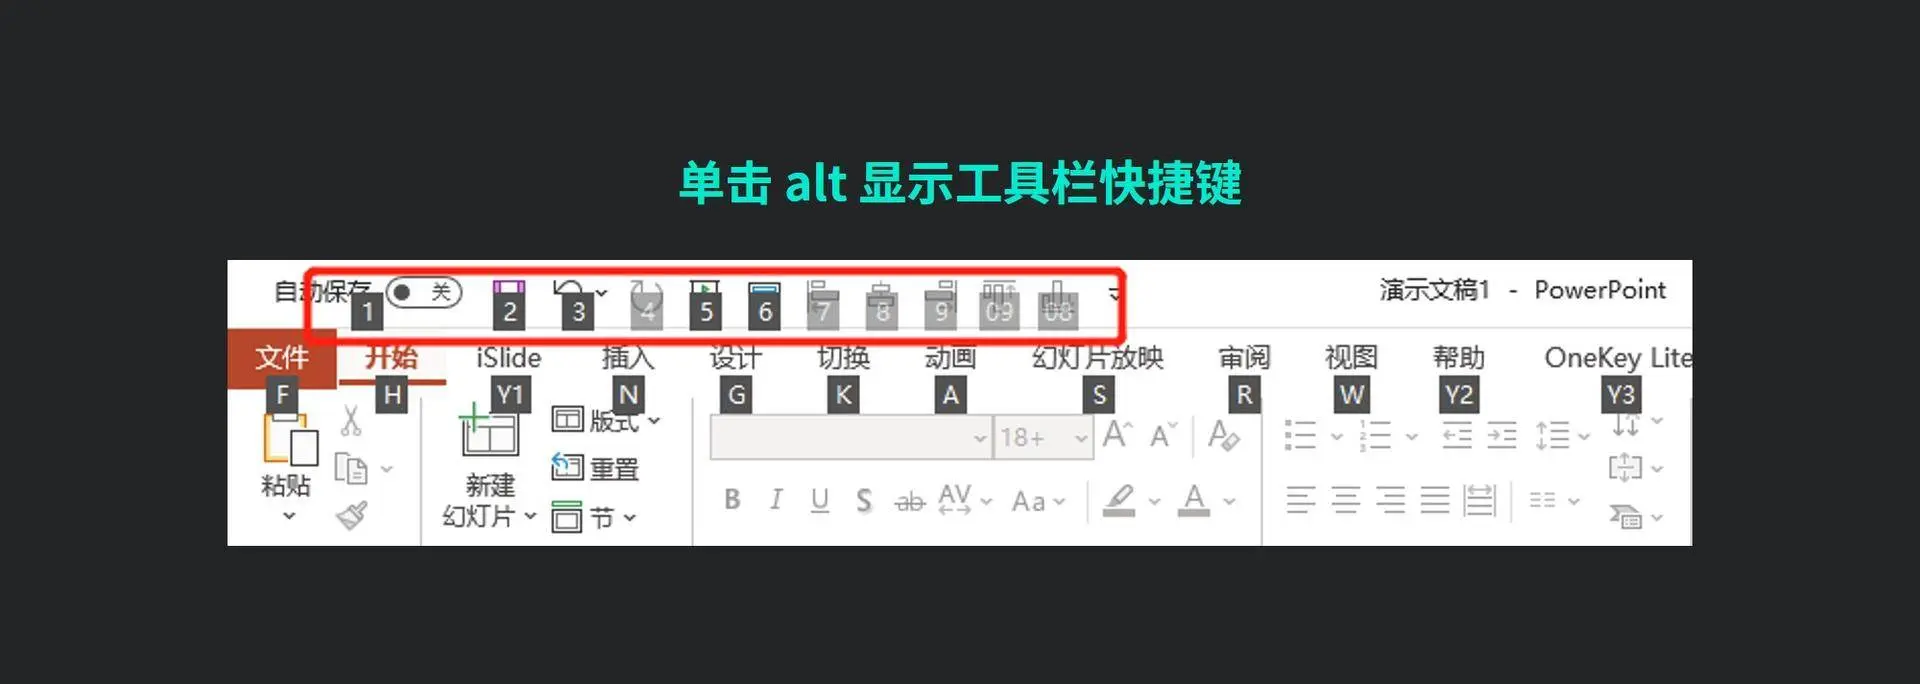 单击 alt 显示工具栏快捷键
自动保存 关 演示文稿1 - PowerPoint
1 2 3 4 5 6 7 8 9 09 08
文件 开始 iSlide 插入 设计 切换 动画 幻灯片放映 审阅 视图 帮助 OneKey Lite
F H Y1 N G K A S R W Y2 Y3
版式
18+ A A A
粘贴 新建 重置
幻灯片 节
B I U S ab AV Aa A